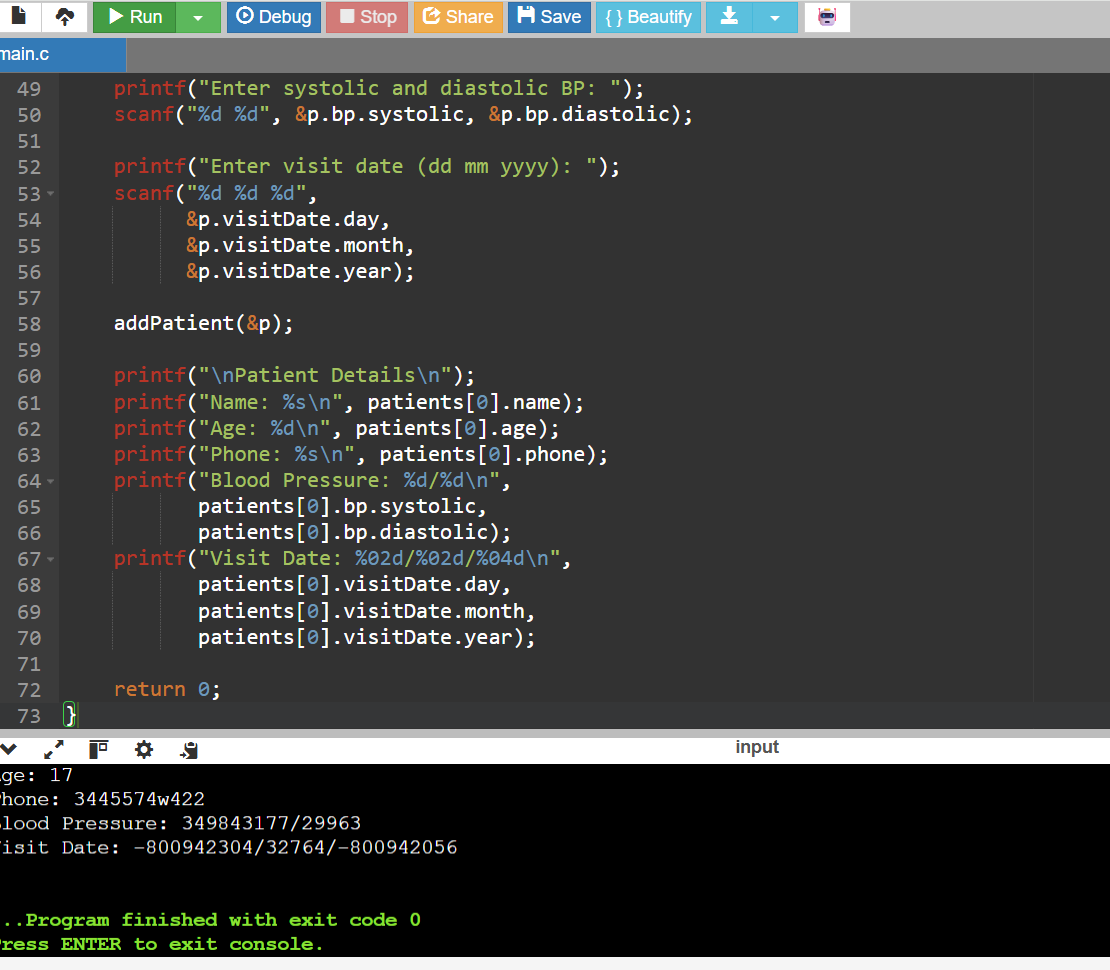 Run Debug Stop Share Save { } Beautify
main.c
49 printf("Enter systolic and diastolic BP: ");
50 scanf("%d %d", &p.bp.systolic, &p.bp.diastolic);
51
52 printf("Enter visit date (dd mm yyyy): ");
53 scanf("%d %d %d",
54 &p.visitDate.day,
55 &p.visitDate.month,
56 &p.visitDate.year);
57
58 addPatient(&p);
59
60 printf("\nPatient Details\n");
61 printf("Name: %s\n", patients[0].name);
62 printf("Age: %d\n", patients[0].age);
63 printf("Phone: %s\n", patients[0].phone);
64 printf("Blood Pressure: %d/%d\n",
65 patients[0].bp.systolic,
66 patients[0].bp.diastolic);
67 printf("Visit Date: %02d/%02d/%04d\n",
68 patients[0].visitDate.day,
69 patients[0].visitDate.month,
70 patients[0].visitDate.year);
71
72 return 0;
73 }
input
ge: 17
hone: 3445574w422
lood Pressure: 349843177/29963
isit Date: -800942304/32764/-800942056
..Program finished with exit code 0
ress ENTER to exit console.